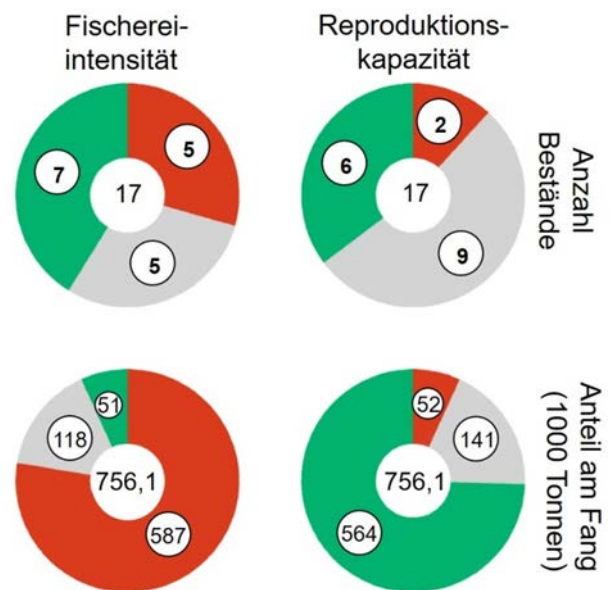 Fischerei-
intensität
Reproduktions-
kapazität
5
7
17
5
2
6
17
9
Anzahl
Bestände
51
118
756,1
587
52
141
756,1
564
Anteil am Fang
(1000 Tonnen)